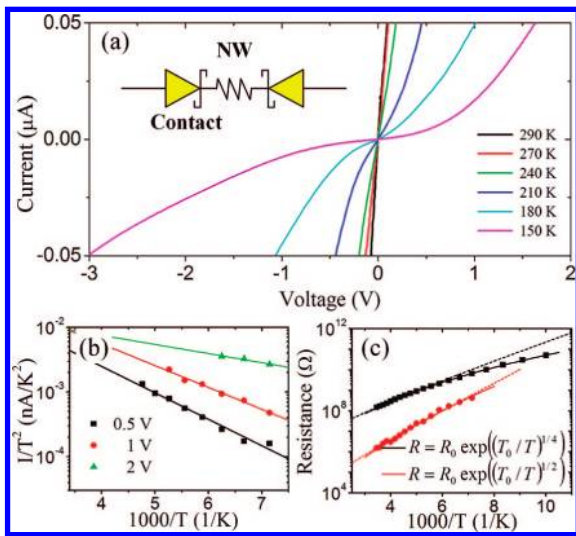 (a)
NW
Contact
0.05
0.00
-0.05
Current (μA)
290 K
270 K
240 K
210 K
180 K
150 K
-3 -2 -1 0 1 2
Voltage (V)
(b)
10⁻²
10⁻³
10⁻⁴
I/T² (nA/K²)
0.5 V
1 V
2 V
4 5 6 7
1000/T (1/K)
(c)
10¹²
10⁸
10⁶
10⁴
Resistance (Ω)
R = R₀ exp((T₀ / T)^1/4)
R = R₀ exp((T₀ / T)^1/2)
4 6 8 10
1000/T (1/K)